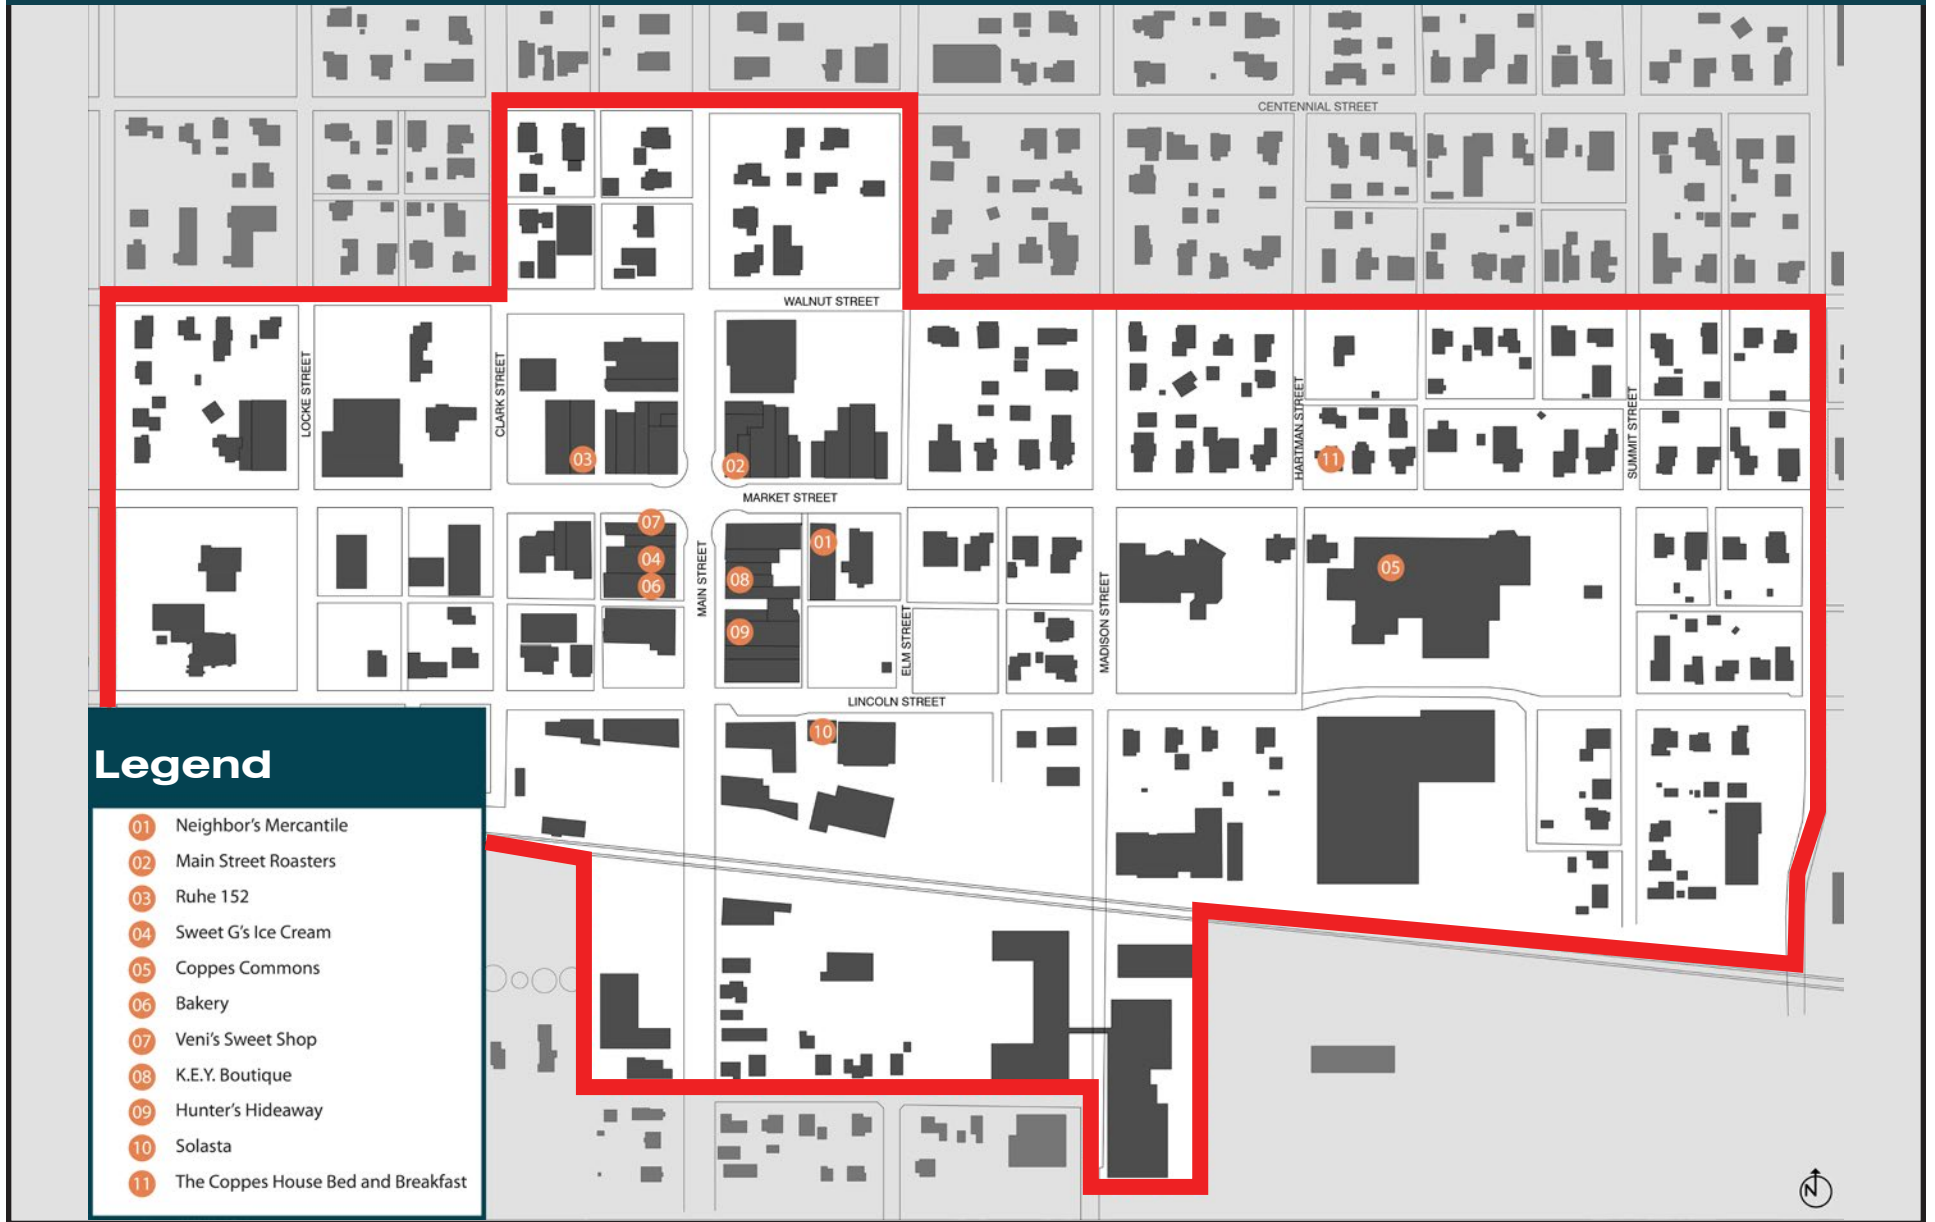 CENTENNIAL STREET
WALNUT STREET
LOCKE STREET
CLARK STREET
HARTMAN STREET
SUMMIT STREET
03
02
11
MARKET STREET
07
01
04
05
08
06
MAIN STREET
09
ELM STREET
MADISON STREET
LINCOLN STREET
10
Legend
01 Neighbor's Mercantile
02 Main Street Roasters
03 Ruhe 152
04 Sweet G's Ice Cream
05 Coppes Commons
06 Bakery
07 Veni's Sweet Shop
08 K.E.Y. Boutique
09 Hunter's Hideaway
10 Solasta
11 The Coppes House Bed and Breakfast
N